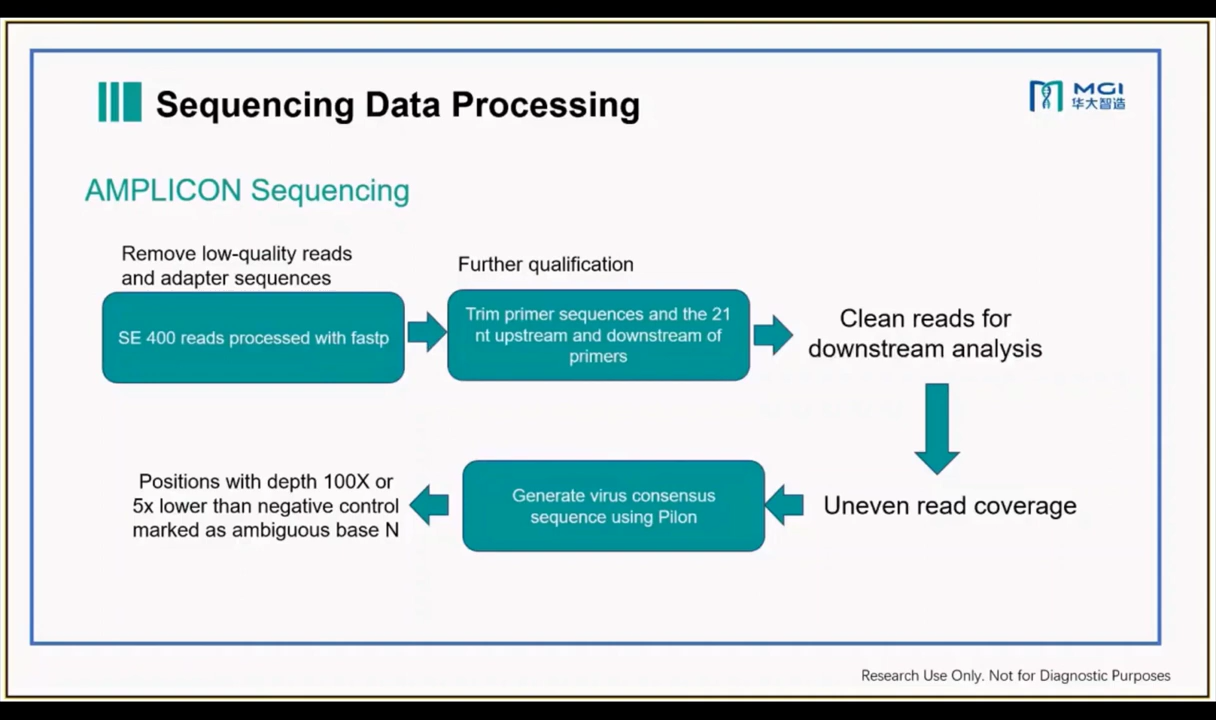 Sequencing Data Processing
MGI
华大智造
AMPLICON Sequencing
Remove low-quality reads
and adapter sequences
SE 400 reads processed with fastp
Further qualification
Trim primer sequences and the 21
nt upstream and downstream of
primers
Clean reads for
downstream analysis
Uneven read coverage
Generate virus consensus
sequence using Pilon
Positions with depth 100X or
5x lower than negative control
marked as ambiguous base N
Research Use Only. Not for Diagnostic Purposes